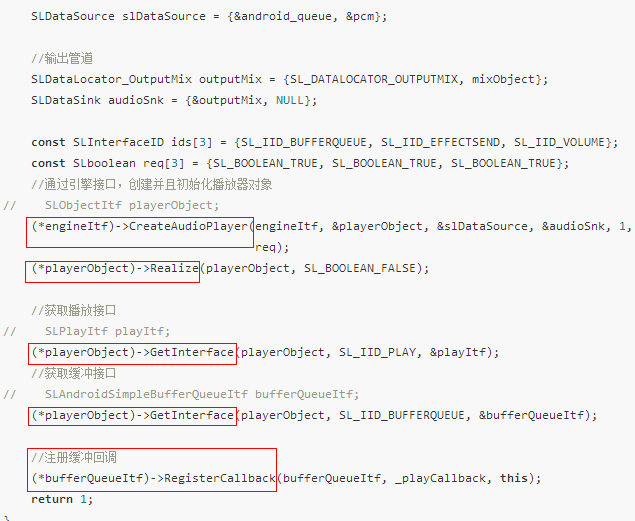 SLDataSource slDataSource = {&android_queue, &pcm};
//输出管道
SLDataLocator_OutputMix outputMix = {SL_DATALOCATOR_OUTPUTMIX, mixObject};
SLDataSink audioSnk = {&outputMix, NULL};
const SLInterfaceID ids[3] = {SL_IID_BUFFERQUEUE, SL_IID_EFFECTSEND, SL_IID_VOLUME};
const SLboolean req[3] = {SL_BOOLEAN_TRUE, SL_BOOLEAN_TRUE, SL_BOOLEAN_TRUE};
//通过引擎接口，创建并且初始化播放器对象
//    SLObjectItf playerObject;
(*engineItf)->CreateAudioPlayer(engineItf, &playerObject, &slDataSource, &audioSnk, 1,
req);
(*playerObject)->Realize(playerObject, SL_BOOLEAN_FALSE);
//获取播放接口
//    SLPlayItf playItf;
(*playerObject)->GetInterface(playerObject, SL_IID_PLAY, &playItf);
//获取缓冲接口
//    SLAndroidSimpleBufferQueueItf bufferQueueItf;
(*playerObject)->GetInterface(playerObject, SL_IID_BUFFERQUEUE, &bufferQueueItf);
//注册缓冲回调
(*bufferQueueItf)->RegisterCallback(bufferQueueItf, _playCallback, this);
return 1;
}